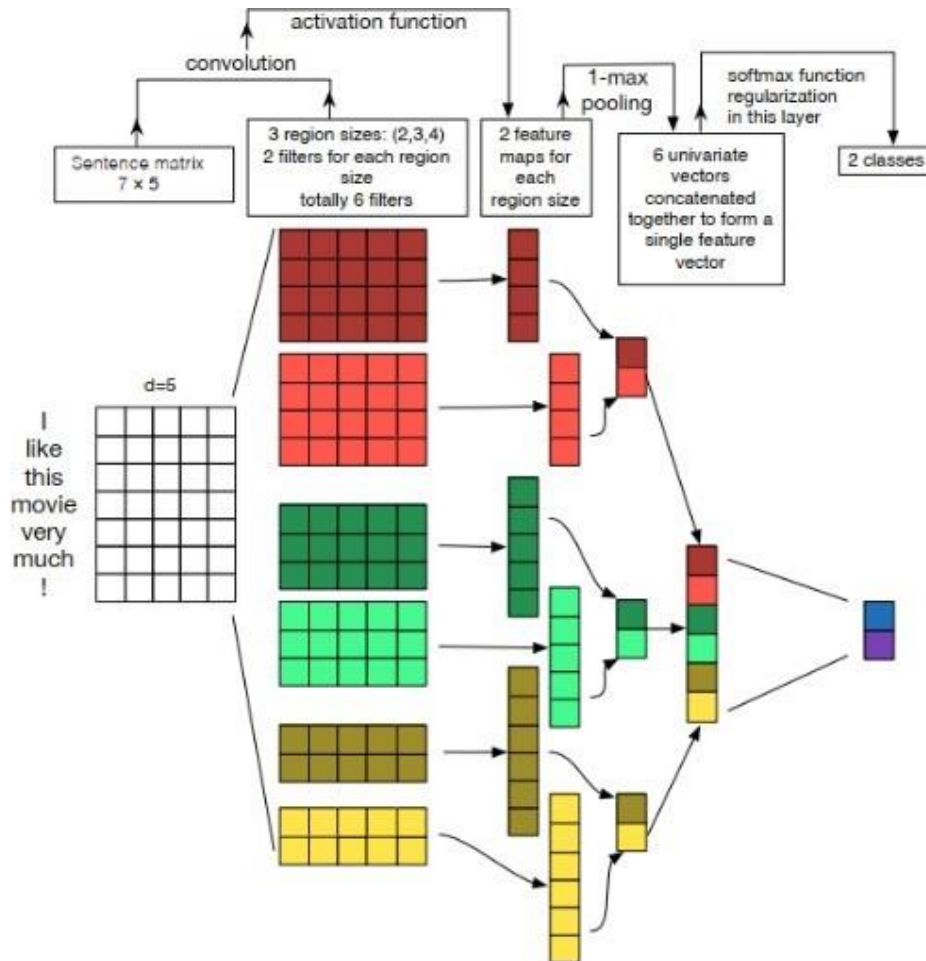 activation function
convolution
1-max
pooling
softmax function
regularization
in this layer
Sentence matrix
7 × 5
3 region sizes: (2,3,4)
2 filters for each region
size
totally 6 filters
2 feature
maps for
each
region size
6 univariate
vectors
concatenated
together to form a
single feature
vector
2 classes
d=5
I
like
this
movie
very
much
!